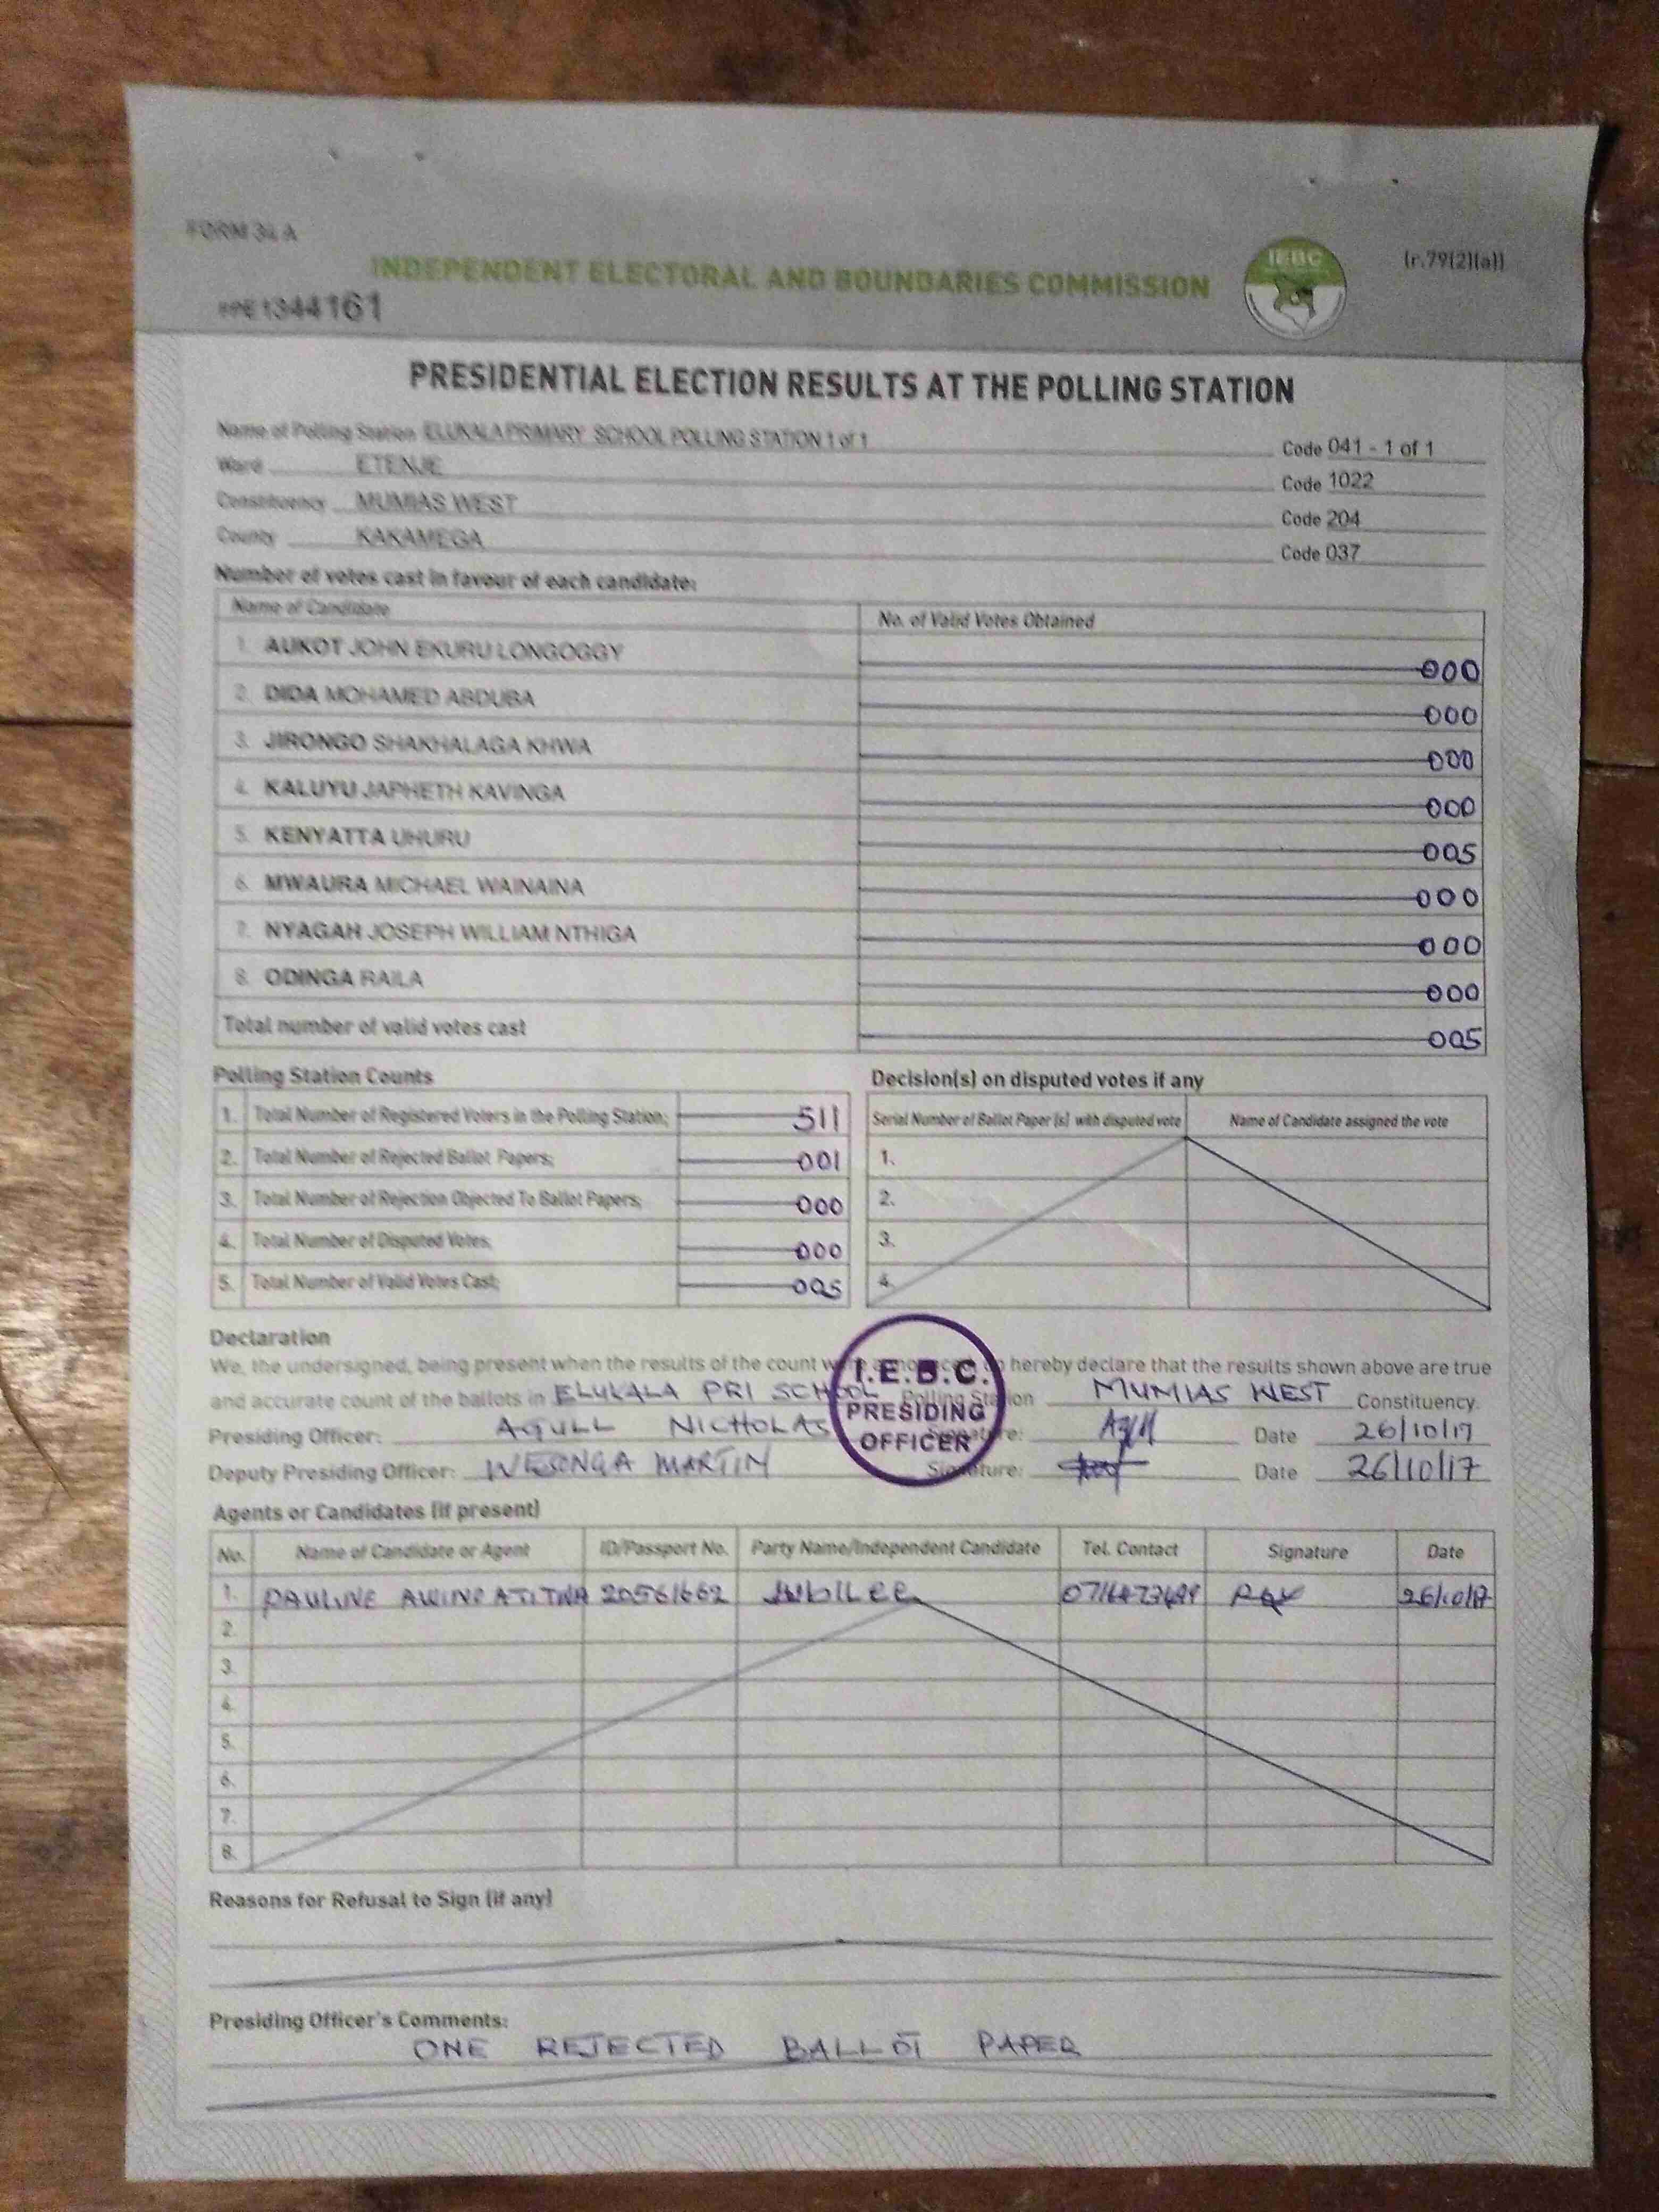 FORM 34 A
(r.79(2)(a))
INDEPENDENT ELECTORAL AND BOUNDARIES COMMISSION
IEBC
PPE1344161
PRESIDENTIAL ELECTION RESULTS AT THE POLLING STATION
Name of Polling Station ELUKALA PRIMARY SCHOOL POLLING STATION 1 of 1 Code 041 - 1 of 1
Ward ETENJE Code 1022
Constituency MUMIAS WEST Code 204
County KAKAMEGA Code 037
Number of votes cast in favour of each candidate:
Name of Candidate No. of Valid Votes Obtained
1. AUKOT JOHN EKURU LONGOGGY 000
2. DIDA MOHAMED ABDUBA 000
3. JIRONGO SHAKHALAGA KHWA 000
4. KALUYU JAPHETH KAVINGA 000
5. KENYATTA UHURU 005
6. MWAURA MICHAEL WAINAINA 000
7. NYAGAH JOSEPH WILLIAM NTHIGA 000
8. ODINGA RAILA 000
Total number of valid votes cast 005
Polling Station Counts
1. Total Number of Registered Voters in the Polling Station; 511
2. Total Number of Rejected Ballot Papers; 001
3. Total Number of Rejection Objected To Ballot Papers; 000
4. Total Number of Disputed Votes; 000
5. Total Number of Valid Votes Cast; 005
Decision(s) on disputed votes if any
Serial Number of Ballot Paper (s) with disputed vote Name of Candidate assigned the vote
1.
2.
3.
4.
Declaration
We, the undersigned, being present when the results of the count were announced, do hereby declare that the results shown above are true
and accurate count of the ballots in ELUKALA PRI SCHOOL Polling Station MUMIAS WEST Constituency.
Presiding Officer: AGULL NICHOLAS Signature: Date 26/10/17
Deputy Presiding Officer: WESONGA MARTIN Signature: Date 26/10/17
I.E.B.C.
PRESIDING
OFFICER
Agents or Candidates (if present)
No. Name of Candidate or Agent ID/Passport No. Party Name/Independent Candidate Tel. Contact Signature Date
1. PAULINE 20561662 JUBILEE 26/10/17
2.
3.
4.
5.
6.
7.
8.
Reasons for Refusal to Sign (if any)
Presiding Officer's Comments:
ONE REJECTED BALLOT PAPER